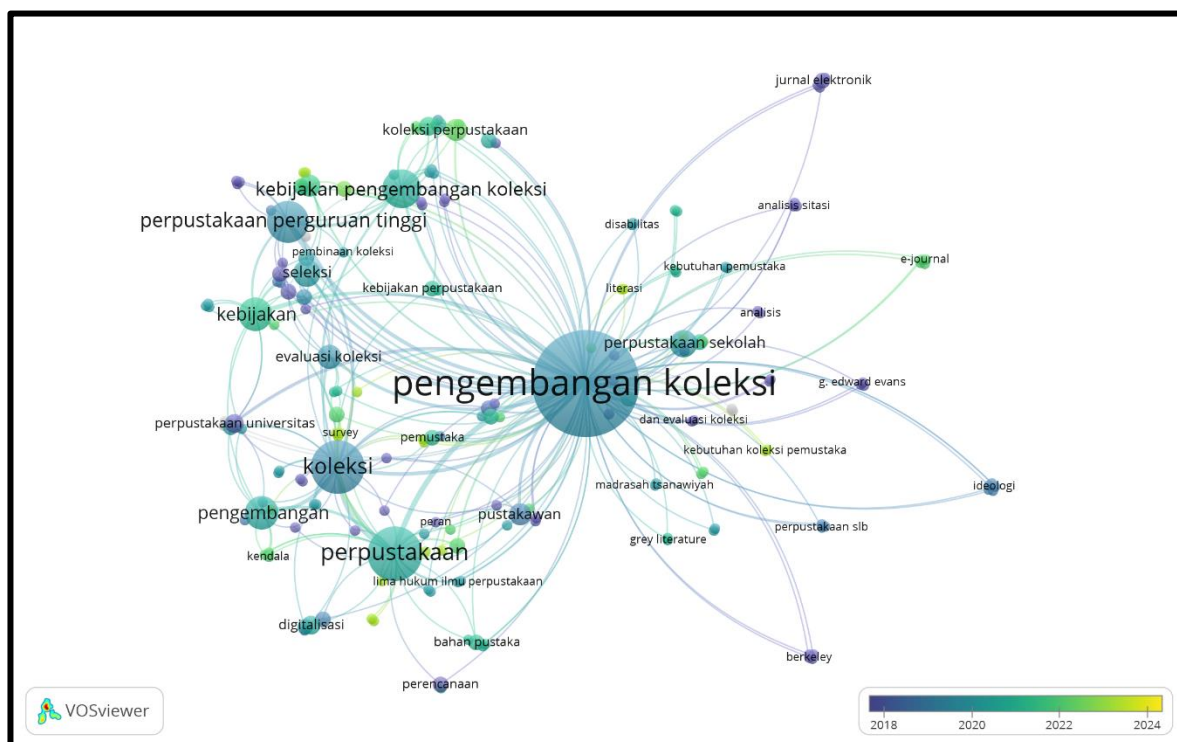 jurnal elektronik
koleksi perpustakaan
kebijakan pengembangan koleksi
perpustakaan perguruan tinggi
analisis sitasi
disabilitas
pembinaan koleksi
seleksi
e-journal
kebutuhan pemustaka
kebijakan perpustakaan
literasi
kebijakan
analisis
perpustakaan sekolah
evaluasi koleksi
pengembangan koleksi
g. edward evans
dan evaluasi koleksi
perpustakaan universitas
survey
pemustaka
kebutuhan koleksi pemustaka
koleksi
madrasah tsanawiyah
ideologi
pengembangan
pustakawan
peran
perpustakaan slb
grey literature
perpustakaan
kendala
lima hukum ilmu perpustakaan
digitalisasi
bahan pustaka
berkeley
perencanaan
VOSviewer
2018 2020 2022 2024